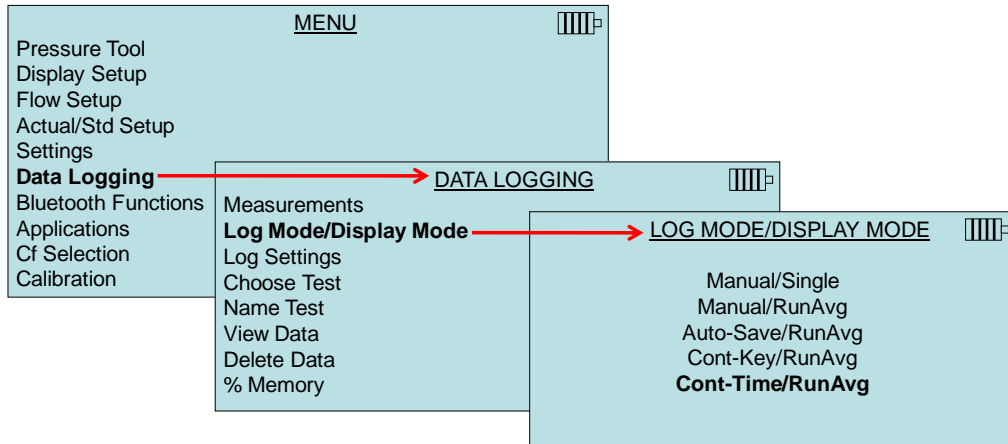 MENU
Pressure Tool
Display Setup
Flow Setup
Actual/Std Setup
Settings
Data Logging
Bluetooth Functions
Applications
Cf Selection
Calibration
DATA LOGGING
Measurements
Log Mode/Display Mode
Log Settings
Choose Test
Name Test
View Data
Delete Data
% Memory
LOG MODE/DISPLAY MODE
Manual/Single
Manual/RunAvg
Auto-Save/RunAvg
Cont-Key/RunAvg
Cont-Time/RunAvg